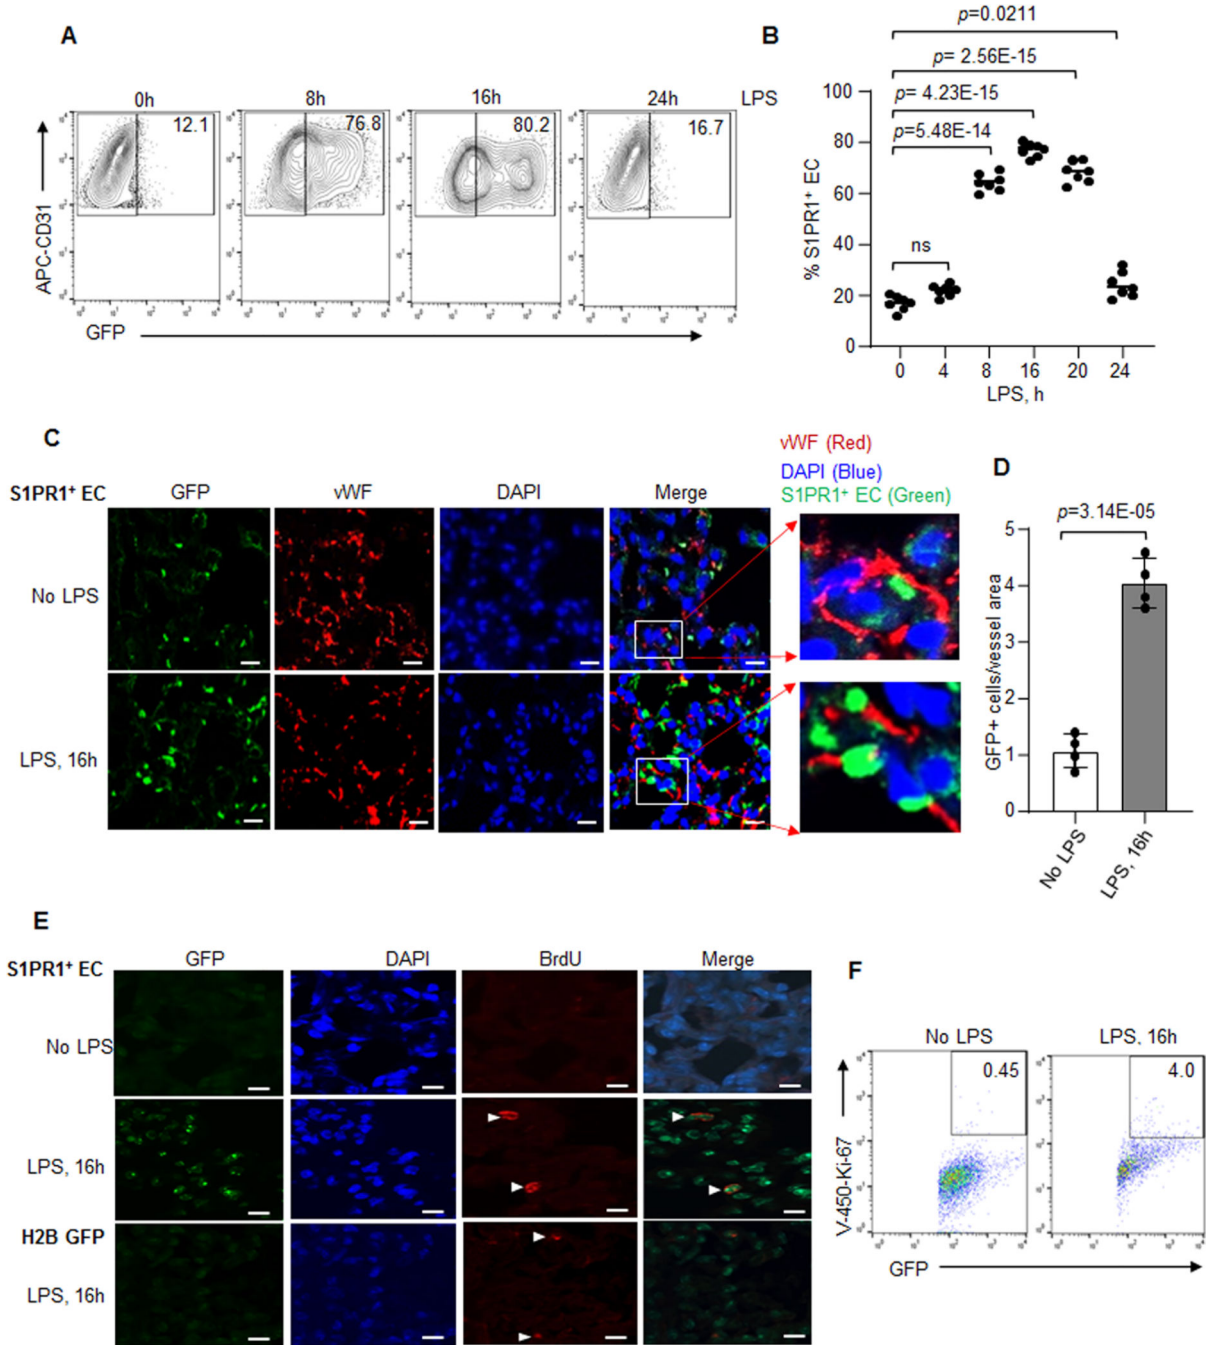 A
0h
8h
16h
24h
LPS
12.1
76.8
80.2
16.7
APC-CD31
GFP
B
p=0.0211
p= 2.56E-15
p= 4.23E-15
p=5.48E-14
ns
% S1PR1⁺ EC
100
80
60
40
20
0
0 4 8 16 20 24
LPS, h
C
S1PR1⁺ EC
GFP
vWF
DAPI
Merge
vWF (Red)
DAPI (Blue)
S1PR1⁺ EC (Green)
No LPS
LPS, 16h
D
p=3.14E-05
GFP+ cells/vessel area
5
4
3
2
1
0
No LPS
LPS, 16h
E
S1PR1⁺ EC
GFP
DAPI
BrdU
Merge
No LPS
LPS, 16h
H2B GFP
LPS, 16h
F
No LPS
LPS, 16h
0.45
4.0
V-450-Ki-67
GFP